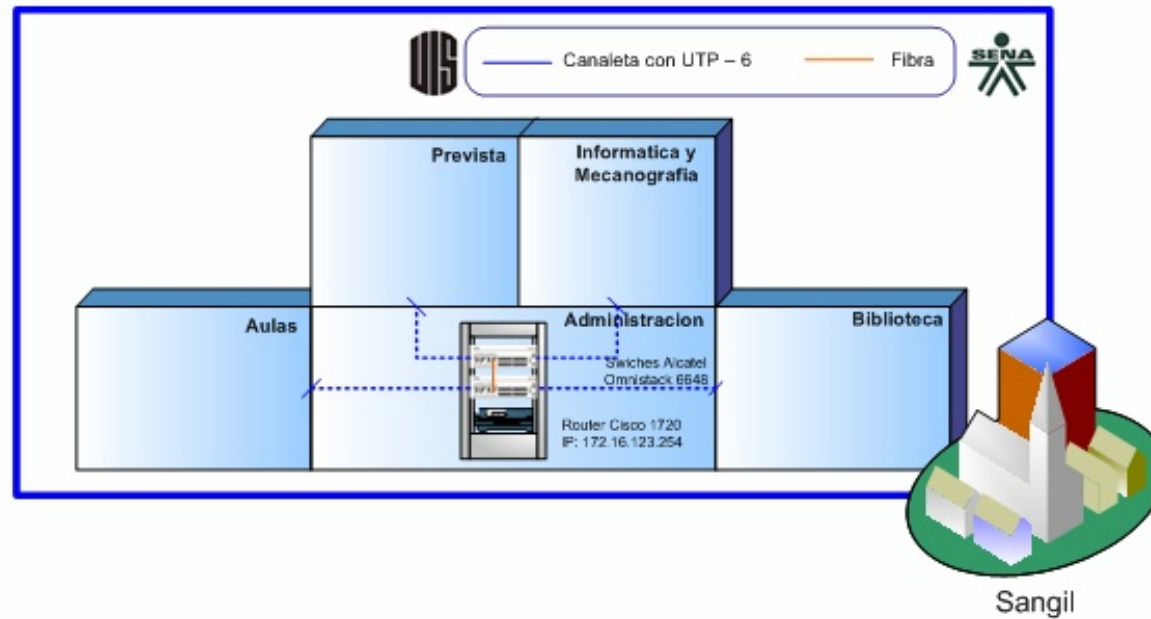 UIS
Canaleta con UTP – 6
Fibra
SENA
Prevista
Informatica y
Mecanografia
Aulas
Administracion
Biblioteca
Swiches Alcatel
Omnistack 6648
Router Cisco 1720
IP: 172.16.123.254
Sangil